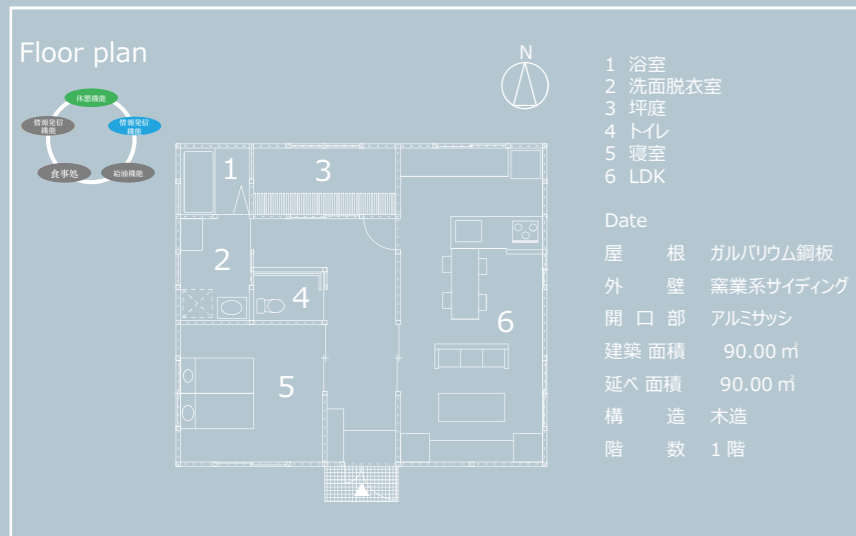 Floor plan
休憩機能
情報発信
機能
情報発信
機能
食事処
給油機能
N
1 浴室
2 洗面脱衣室
3 坪庭
4 トイレ
5 寝室
6 LDK
1
3
2
4
6
5
Date
屋 根 ガルバリウム鋼板
外 壁 窯業系サイディング
開 口 部 アルミサッシ
建築 面積 90.00 ㎡
延べ 面積 90.00 ㎡
構 造 木造
階 数 1 階